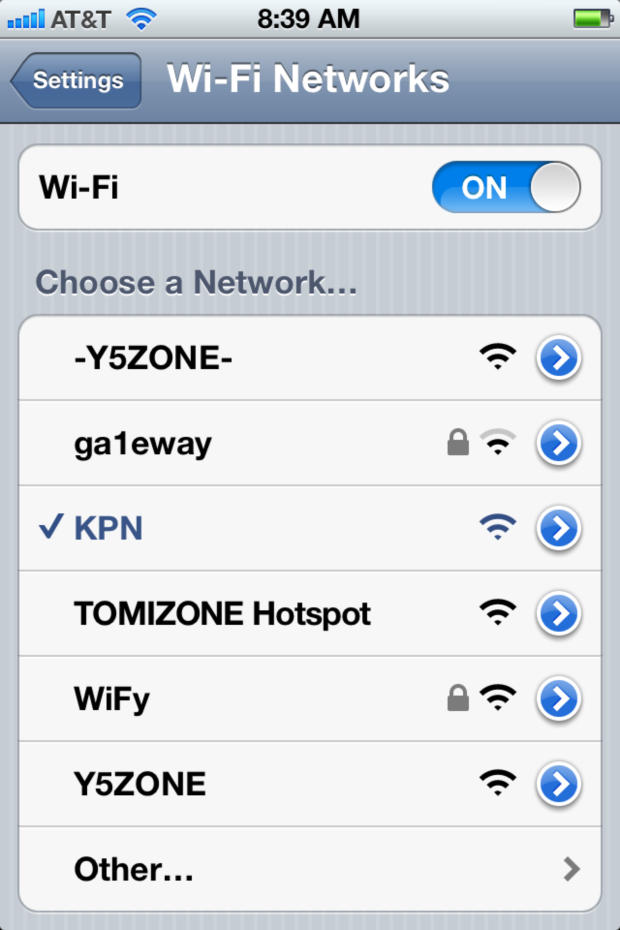 AT&T 8:39 AM
Settings Wi-Fi Networks
Wi-Fi ON
Choose a Network...
-Y5ZONE-
ga1eway
KPN
TOMIZONE Hotspot
WiFy
Y5ZONE
Other...